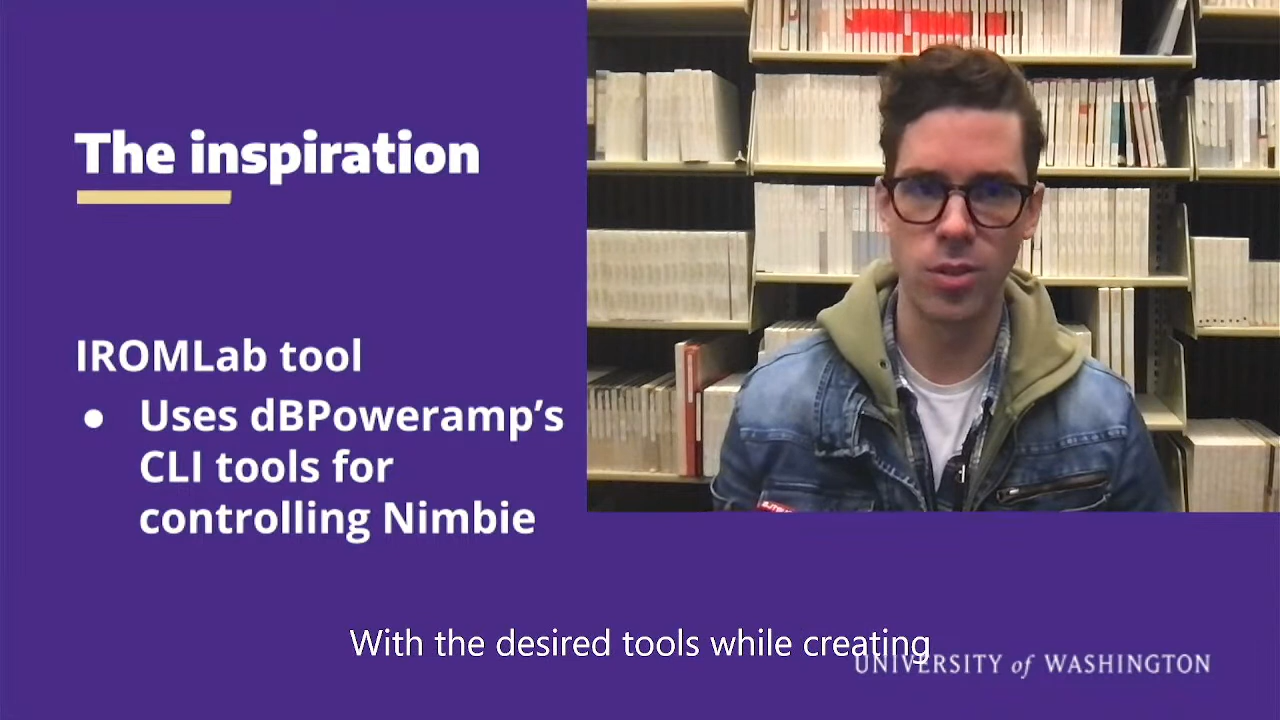 The inspiration
IROMLab tool
● Uses dBPoweramp’s
CLI tools for
controlling Nimbie
With the desired tools while creating
UNIVERSITY of WASHINGTON